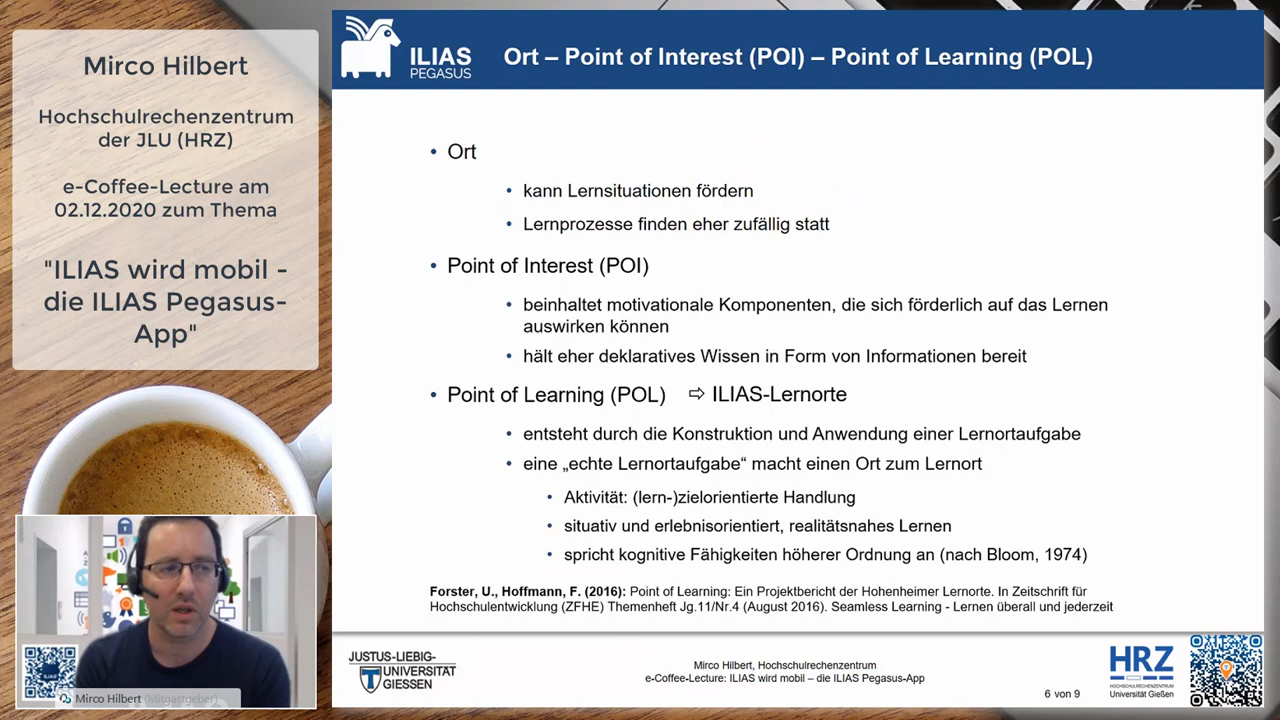 Mirco Hilbert
Hochschulrechenzentrum
der JLU (HRZ)
e-Coffee-Lecture am
02.12.2020 zum Thema
"ILIAS wird mobil -
die ILIAS Pegasus-
App"
ILIAS
PEGASUS
Ort – Point of Interest (POI) – Point of Learning (POL)
• Ort
• kann Lernsituationen fördern
• Lernprozesse finden eher zufällig statt
• Point of Interest (POI)
• beinhaltet motivationale Komponenten, die sich förderlich auf das Lernen
auswirken können
• hält eher deklaratives Wissen in Form von Informationen bereit
• Point of Learning (POL) ⇨ ILIAS-Lernorte
• entsteht durch die Konstruktion und Anwendung einer Lernortaufgabe
• eine „echte Lernortaufgabe“ macht einen Ort zum Lernort
• Aktivität: (lern-)zielorientierte Handlung
• situativ und erlebnisorientiert, realitätsnahes Lernen
• spricht kognitive Fähigkeiten höherer Ordnung an (nach Bloom, 1974)
Forster, U., Hoffmann, F. (2016): Point of Learning: Ein Projektbericht der Hohenheimer Lernorte. In Zeitschrift für
Hochschulentwicklung (ZFHE) Themenheft Jg.11/Nr.4 (August 2016). Seamless Learning - Lernen überall und jederzeit
JUSTUS-LIEBIG-
UNIVERSITÄT
GIESSEN
Mirco Hilbert, Hochschulrechenzentrum
e-Coffee-Lecture: ILIAS wird mobil – die ILIAS Pegasus-App
6 von 9
HRZ
HOCHSCHULRECHENZENTRUM
Universität Gießen
Mirco Hilbert (Mitgastgeber)